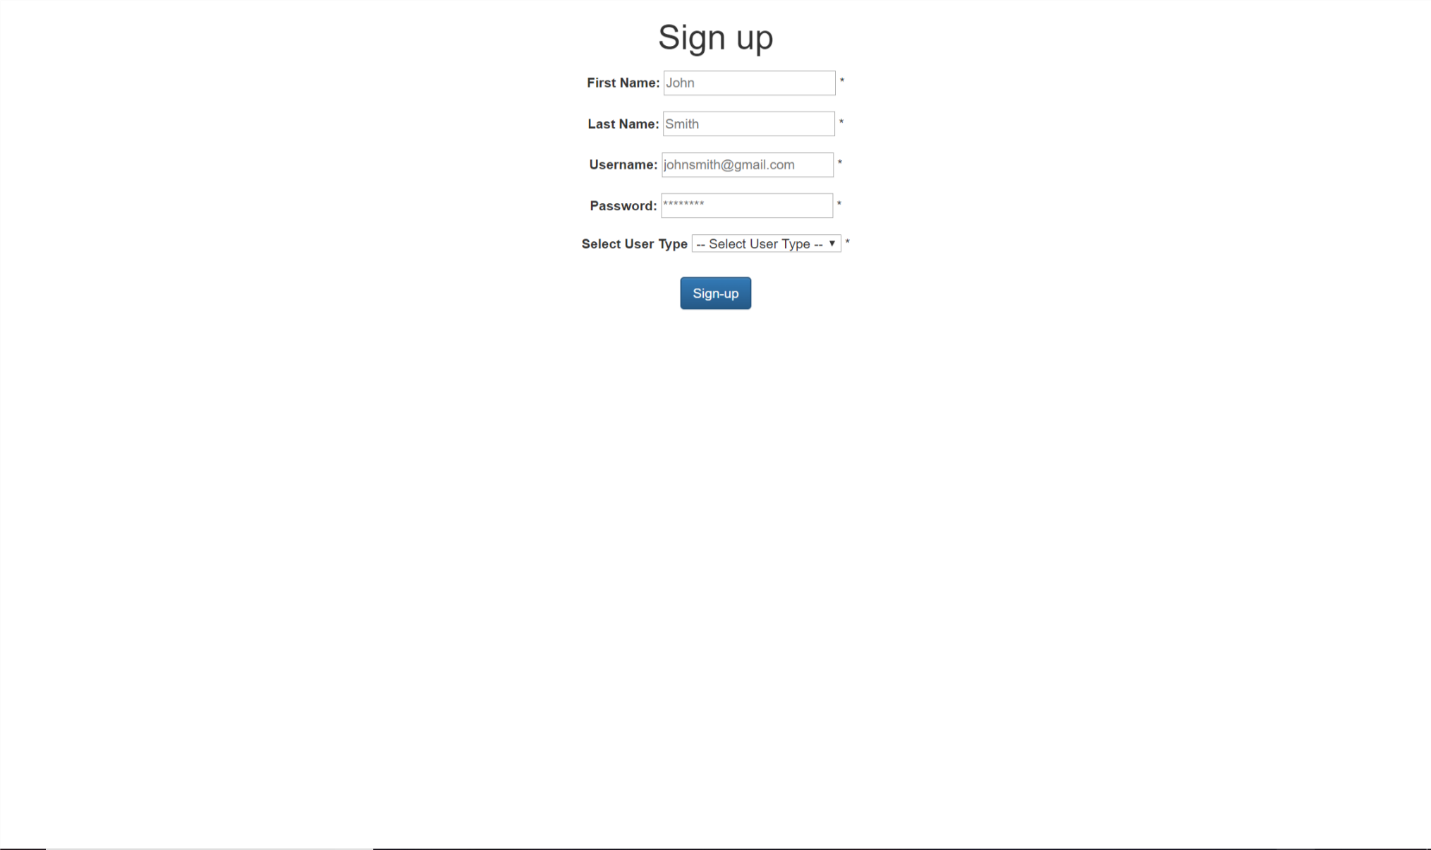 Sign up
First Name: John *
Last Name: Smith *
Username: johnsmith@gmail.com *
Password: ******** *
Select User Type -- Select User Type -- ▼ *
Sign-up